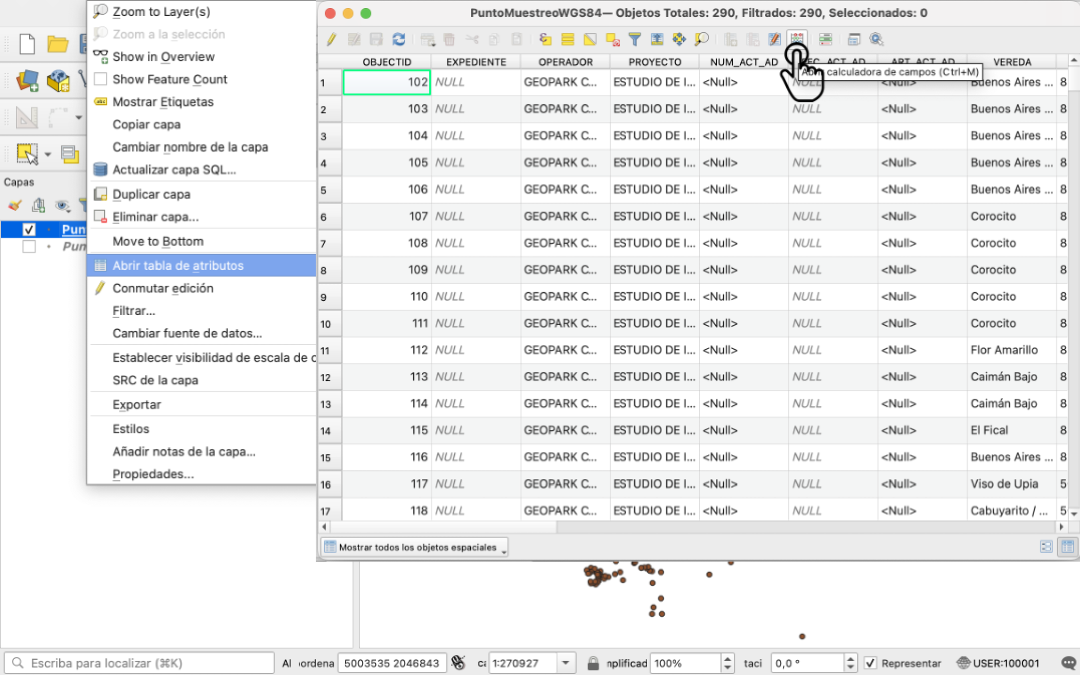 Zoom to Layer(s)
Zoom a la selección
Show in Overview
Show Feature Count
Mostrar Etiquetas
Copiar capa
Cambiar nombre de la capa
Actualizar capa SQL...
Duplicar capa
Eliminar capa...
Move to Bottom
Abrir tabla de atributos
Conmutar edición
Filtrar...
Cambiar fuente de datos...
Establecer visibilidad de escala de c
SRC de la capa
Exportar
Estilos
Añadir notas de la capa...
Propiedades...
Capas
Pun
Pun
PuntoMuestreoWGS84— Objetos Totales: 290, Filtrados: 290, Seleccionados: 0
Abrir calculadora de campos (Ctrl+M)
OBJECTID EXPEDIENTE OPERADOR PROYECTO NUM_ACT_AD FEC_ACT_AD ART_ACT_AD VEREDA
1 102 NULL GEOPARK C... ESTUDIO DE I... <Null> NULL <Null> Buenos Aires ... 8
2 103 NULL GEOPARK C... ESTUDIO DE I... <Null> NULL <Null> Buenos Aires ... 8
3 104 NULL GEOPARK C... ESTUDIO DE I... <Null> NULL <Null> Buenos Aires ... 8
4 105 NULL GEOPARK C... ESTUDIO DE I... <Null> NULL <Null> Buenos Aires ... 8
5 106 NULL GEOPARK C... ESTUDIO DE I... <Null> NULL <Null> Buenos Aires ... 8
6 107 NULL GEOPARK C... ESTUDIO DE I... <Null> NULL <Null> Corocito 8
7 108 NULL GEOPARK C... ESTUDIO DE I... <Null> NULL <Null> Corocito 8
8 109 NULL GEOPARK C... ESTUDIO DE I... <Null> NULL <Null> Corocito 8
9 110 NULL GEOPARK C... ESTUDIO DE I... <Null> NULL <Null> Corocito 8
10 111 NULL GEOPARK C... ESTUDIO DE I... <Null> NULL <Null> Corocito 8
11 112 NULL GEOPARK C... ESTUDIO DE I... <Null> NULL <Null> Flor Amarillo 8
12 113 NULL GEOPARK C... ESTUDIO DE I... <Null> NULL <Null> Caimán Bajo 8
13 114 NULL GEOPARK C... ESTUDIO DE I... <Null> NULL <Null> Caimán Bajo 8
14 115 NULL GEOPARK C... ESTUDIO DE I... <Null> NULL <Null> El Fical 8
15 116 NULL GEOPARK C... ESTUDIO DE I... <Null> NULL <Null> Buenos Aires ... 8
16 117 NULL GEOPARK C... ESTUDIO DE I... <Null> NULL <Null> Viso de Upia 5
17 118 NULL GEOPARK C... ESTUDIO DE I... <Null> NULL <Null> Cabuyarito / ... 5
Mostrar todos los objetos espaciales
Escriba para localizar (⌘K) Al ordena 5003535 2046843 ca 1:270927 nplificad 100% taci 0,0 ° Representar USER:100001